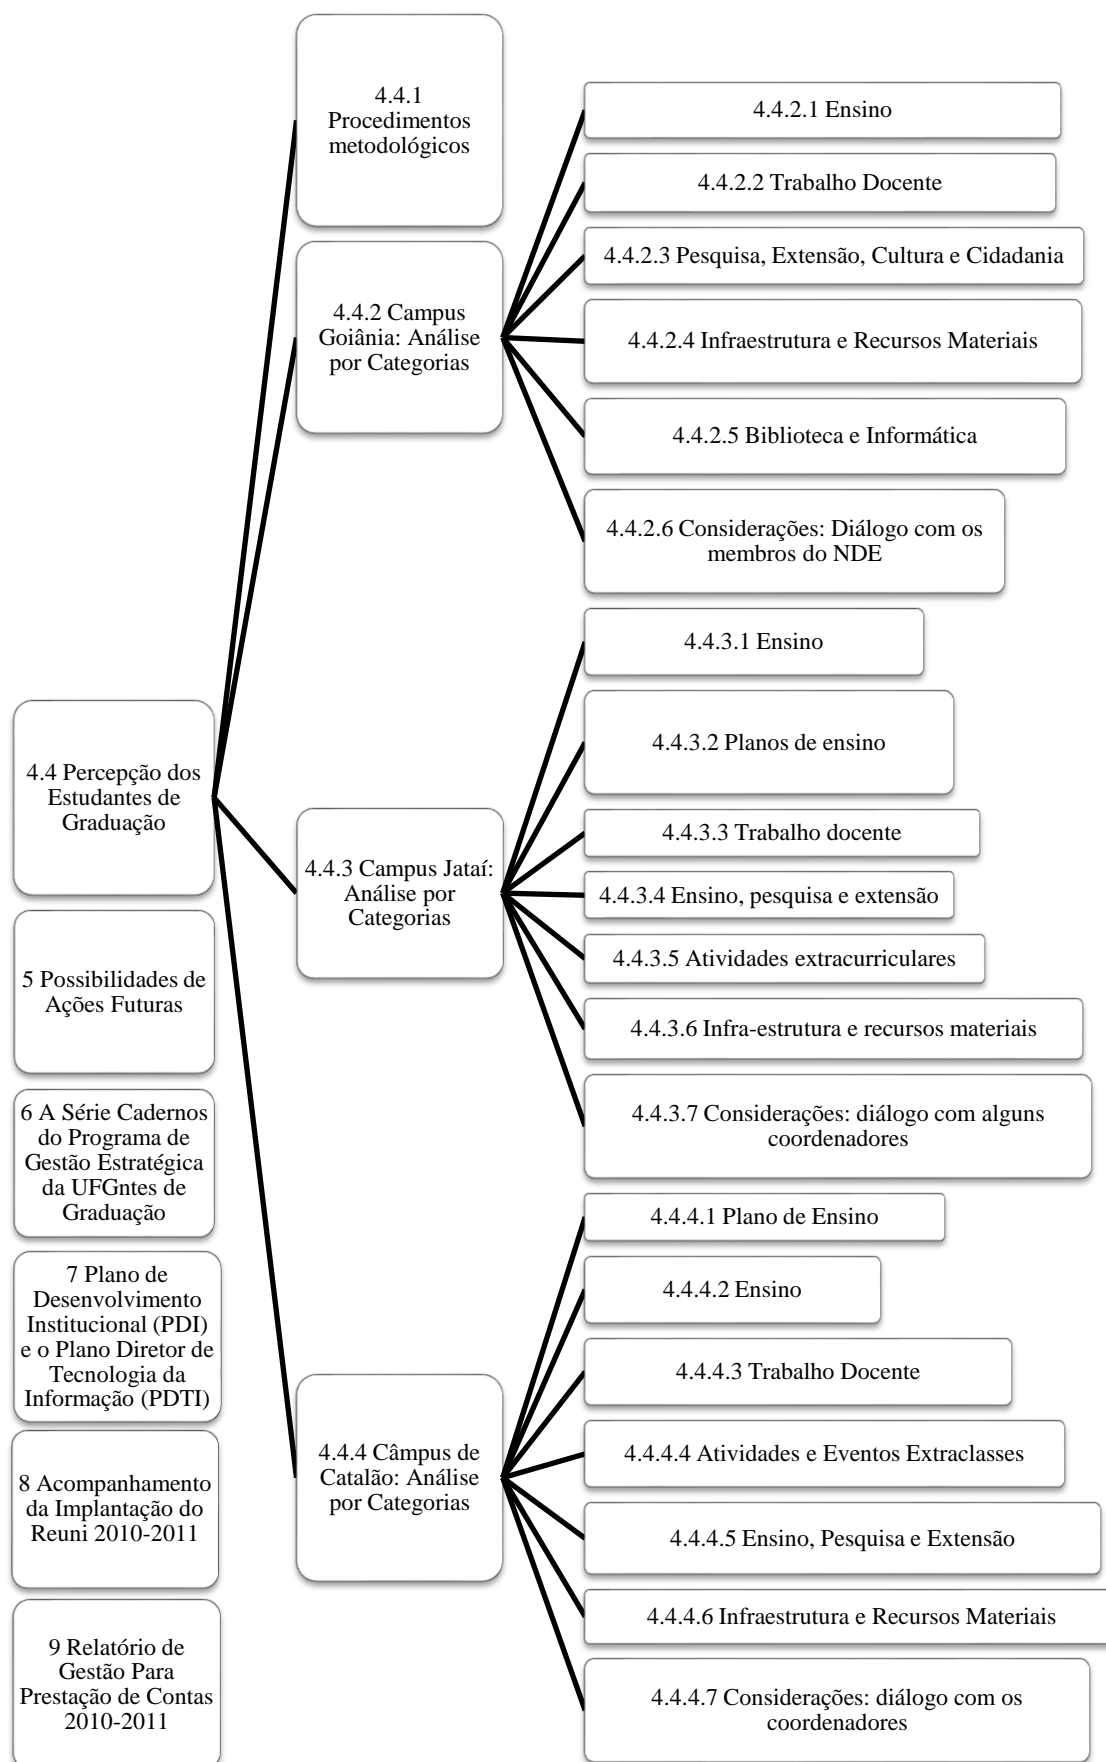 4.4 Percepção dos
Estudantes de
Graduação
4.4.1
Procedimentos
metodológicos
4.4.2 Campus
Goiânia: Análise
por Categorias
4.4.2.1 Ensino
4.4.2.2 Trabalho Docente
4.4.2.3 Pesquisa, Extensão, Cultura e Cidadania
4.4.2.4 Infraestrutura e Recursos Materiais
4.4.2.5 Biblioteca e Informática
4.4.2.6 Considerações: Diálogo com os
membros do NDE
4.4.3 Campus Jataí:
Análise por
Categorias
4.4.3.1 Ensino
4.4.3.2 Planos de ensino
4.4.3.3 Trabalho docente
4.4.3.4 Ensino, pesquisa e extensão
4.4.3.5 Atividades extracurriculares
4.4.3.6 Infra-estrutura e recursos materiais
4.4.3.7 Considerações: diálogo com alguns
coordenadores
4.4.4 Câmpus de
Catalão: Análise
por Categorias
4.4.4.1 Plano de Ensino
4.4.4.2 Ensino
4.4.4.3 Trabalho Docente
4.4.4.4 Atividades e Eventos Extraclasses
4.4.4.5 Ensino, Pesquisa e Extensão
4.4.4.6 Infraestrutura e Recursos Materiais
4.4.4.7 Considerações: diálogo com os
coordenadores
5 Possibilidades de
Ações Futuras
6 A Série Cadernos
do Programa de
Gestão Estratégica
da UFGntes de
Graduação
7 Plano de
Desenvolvimento
Institucional (PDI)
e o Plano Diretor de
Tecnologia da
Informação (PDTI)
8 Acompanhamento
da Implantação do
Reuni 2010-2011
9 Relatório de
Gestão Para
Prestação de Contas
2010-2011